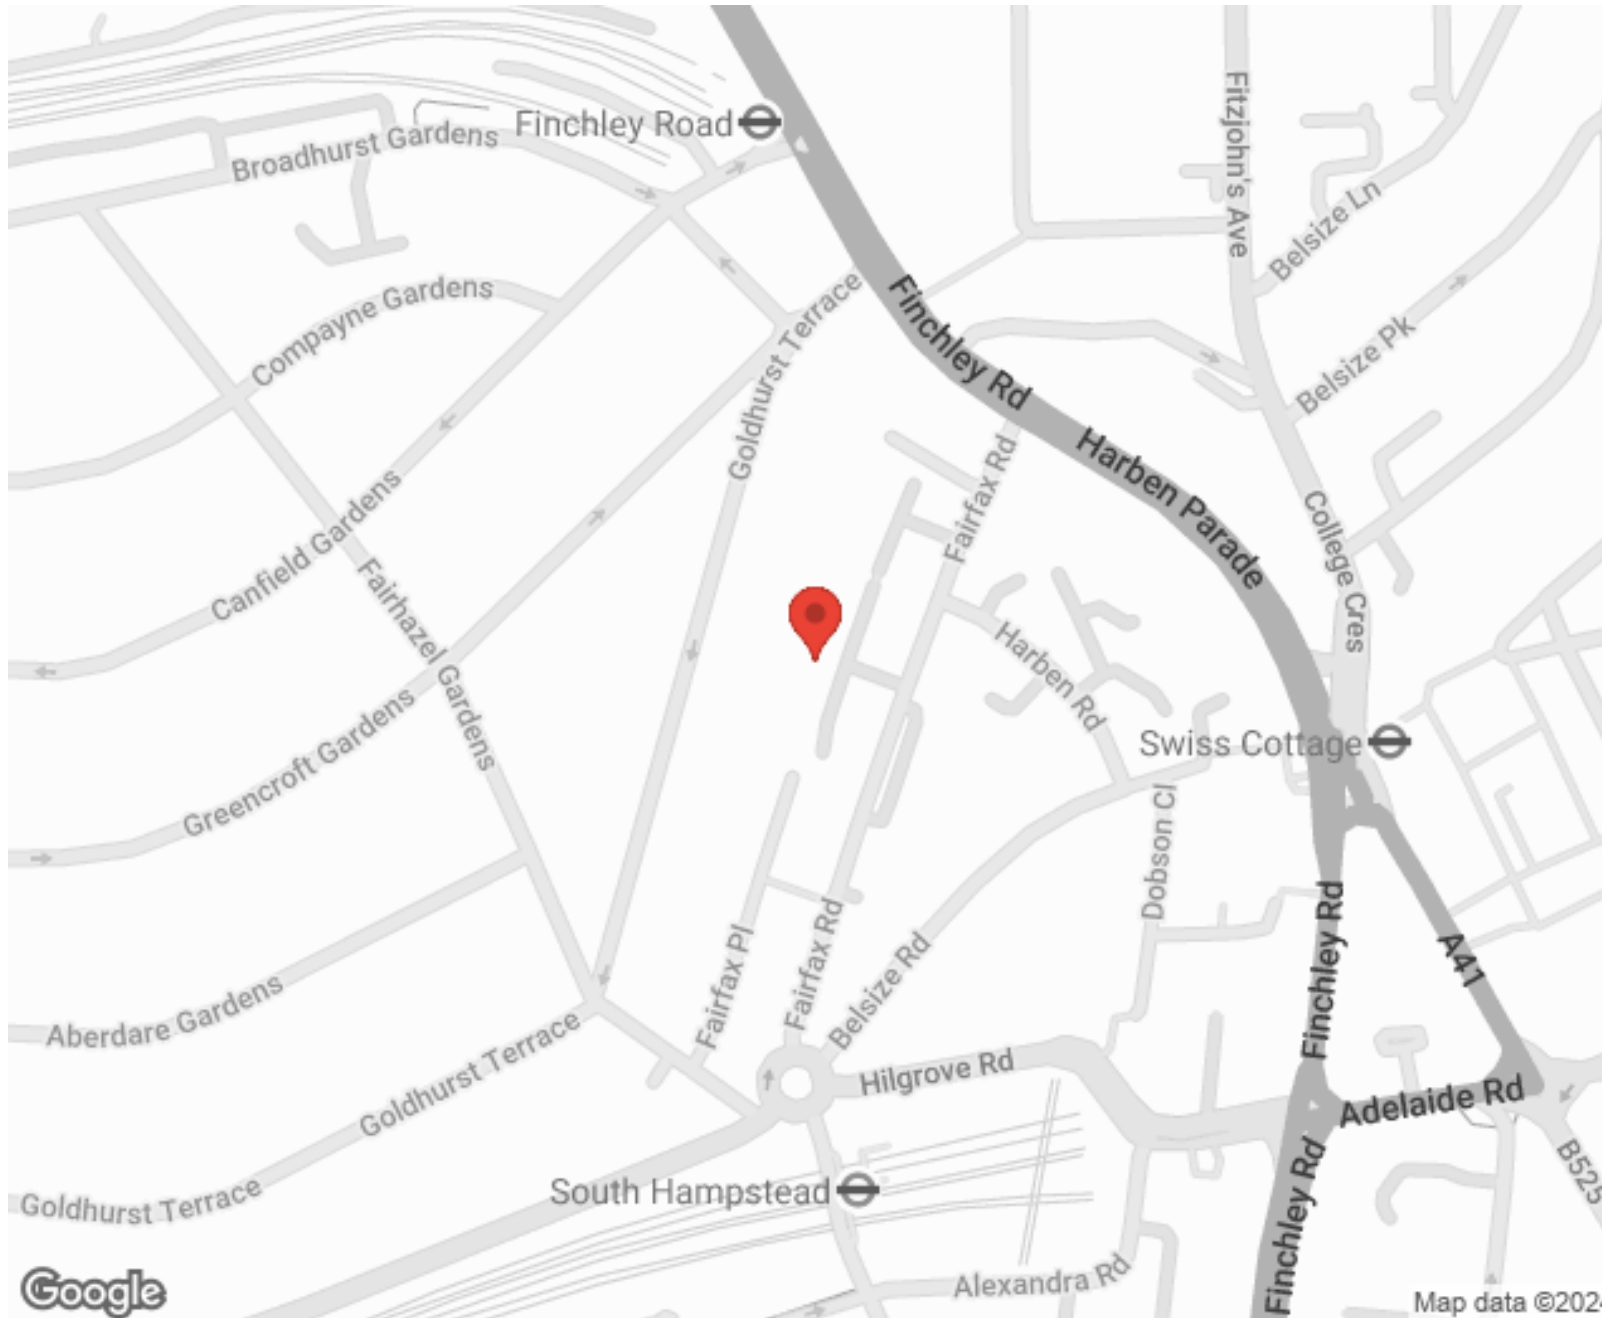 Finchley Road
Fitzjohn's Ave
Broadhurst Gardens
Belsize Ln
Compayne Gardens
Goldhurst Terrace
Finchley Rd
Belsize Pk
Harben Parade
Fairfax Rd
College Cres
Canfield Gardens
Fairhazel Gardens
Harben Rd
Greencroft Gardens
Swiss Cottage
Dobson Cl
Finchley Rd
A41
Fairfax Pl
Fairfax Rd
Belsize Rd
Aberdare Gardens
Goldhurst Terrace
Hilgrove Rd
Adelaide Rd
Goldhurst Terrace
South Hampstead
Finchley Rd
B525
Alexandra Rd
Google
Map data ©2024